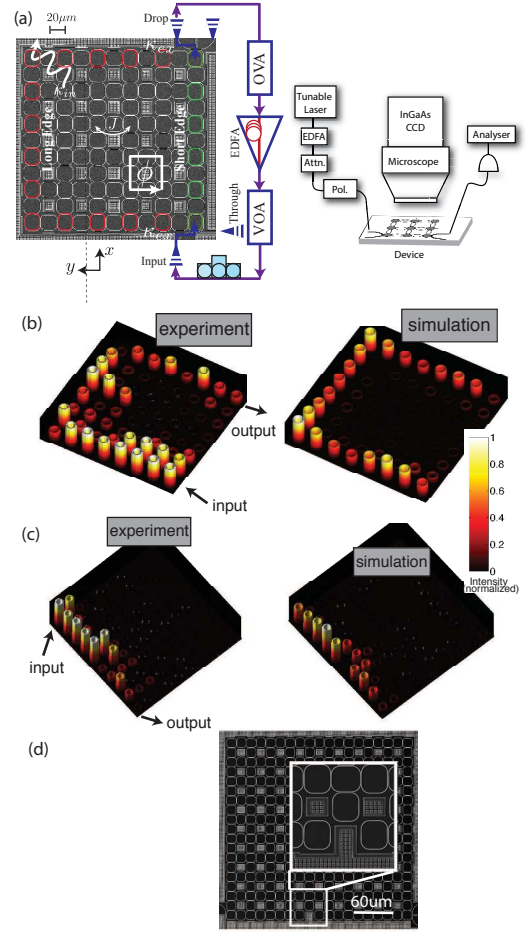 (a)
20μm
Drop
κex
κin
Long Edge
J
Short Edge
ϕ
OVA
EDFA
Through
VOA
κex
Input
x
y
Tunable
Laser
EDFA
Attn.
Pol.
InGaAs
CCD
Microscope
Analyser
Device
(b)
experiment
simulation
output
input
1
0.8
0.6
0.4
0.2
0
Intensity
(normalized)
(c)
experiment
simulation
input
output
(d)
60um